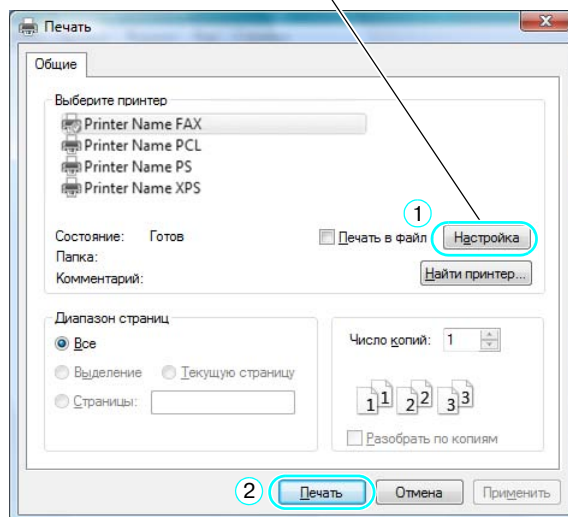 Печать
Общие
Выберите принтер
Printer Name FAX
Printer Name PCL
Printer Name PS
Printer Name XPS
1
Состояние: Готов
Печать в файл
Настройка
Папка:
Комментарий:
Найти принтер...
Диапазон страниц
Все
Выделение Текущую страницу
Страницы:
Число копий: 1
1 1 2 2 3 3
Разобрать по копиям
2
Печать Отмена Применить